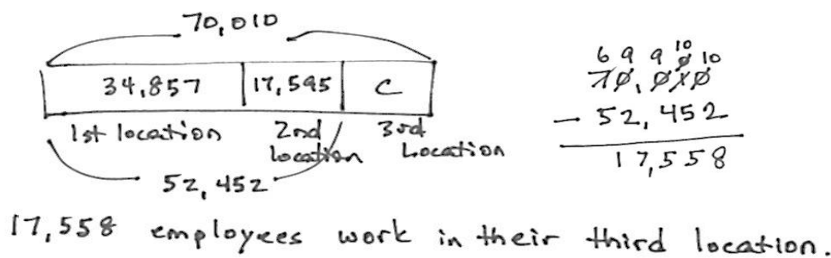 70,010
34,857 17,595 C
1st location 2nd location 3rd Location
52,452
6 9 9 10 10
70,010
- 52,452
17,558
17,558 employees work in their third location.